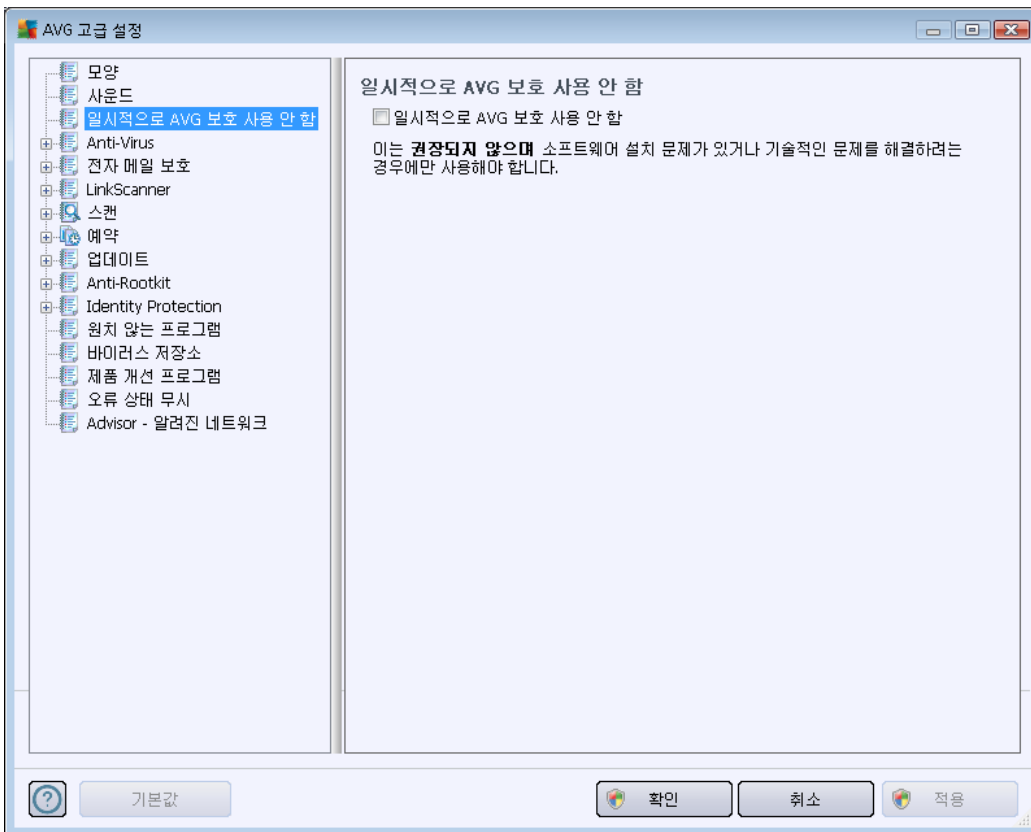 AVG 고급 설정
모양
사운드
일시적으로 AVG 보호 사용 안 함
Anti-Virus
전자 메일 보호
LinkScanner
스캔
예약
업데이트
Anti-Rootkit
Identity Protection
원치 않는 프로그램
바이러스 저장소
제품 개선 프로그램
오류 상태 무시
Advisor - 알려진 네트워크
일시적으로 AVG 보호 사용 안 함
일시적으로 AVG 보호 사용 안 함
이는 권장되지 않으며 소프트웨어 설치 문제가 있거나 기술적인 문제를 해결하려는
경우에만 사용해야 합니다.
기본값
확인
취소
적용